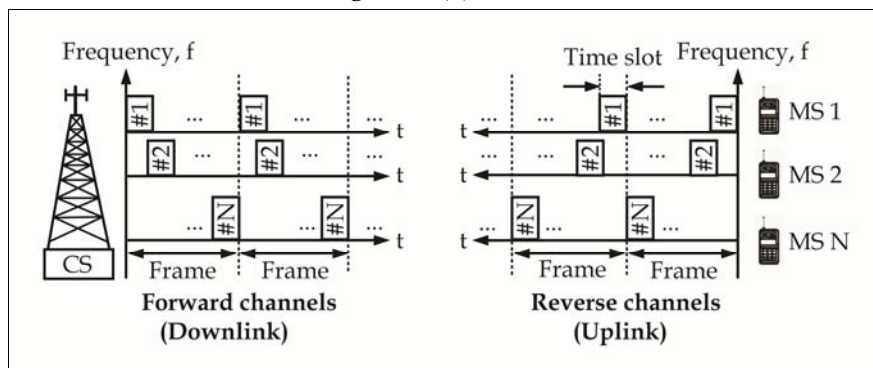 Frequency, f
Time slot
Frequency, f
#1 ... #1 ... ... t
... ... #1 ... #1 MS 1
#2 ... #2 ... ... t
t ... ... #2 ... #2 MS 2
t
... #N ... #N ... t
t #N ... #N ... MS N
CS
Frame Frame
Frame Frame
Forward channels
(Downlink)
Reverse channels
(Uplink)